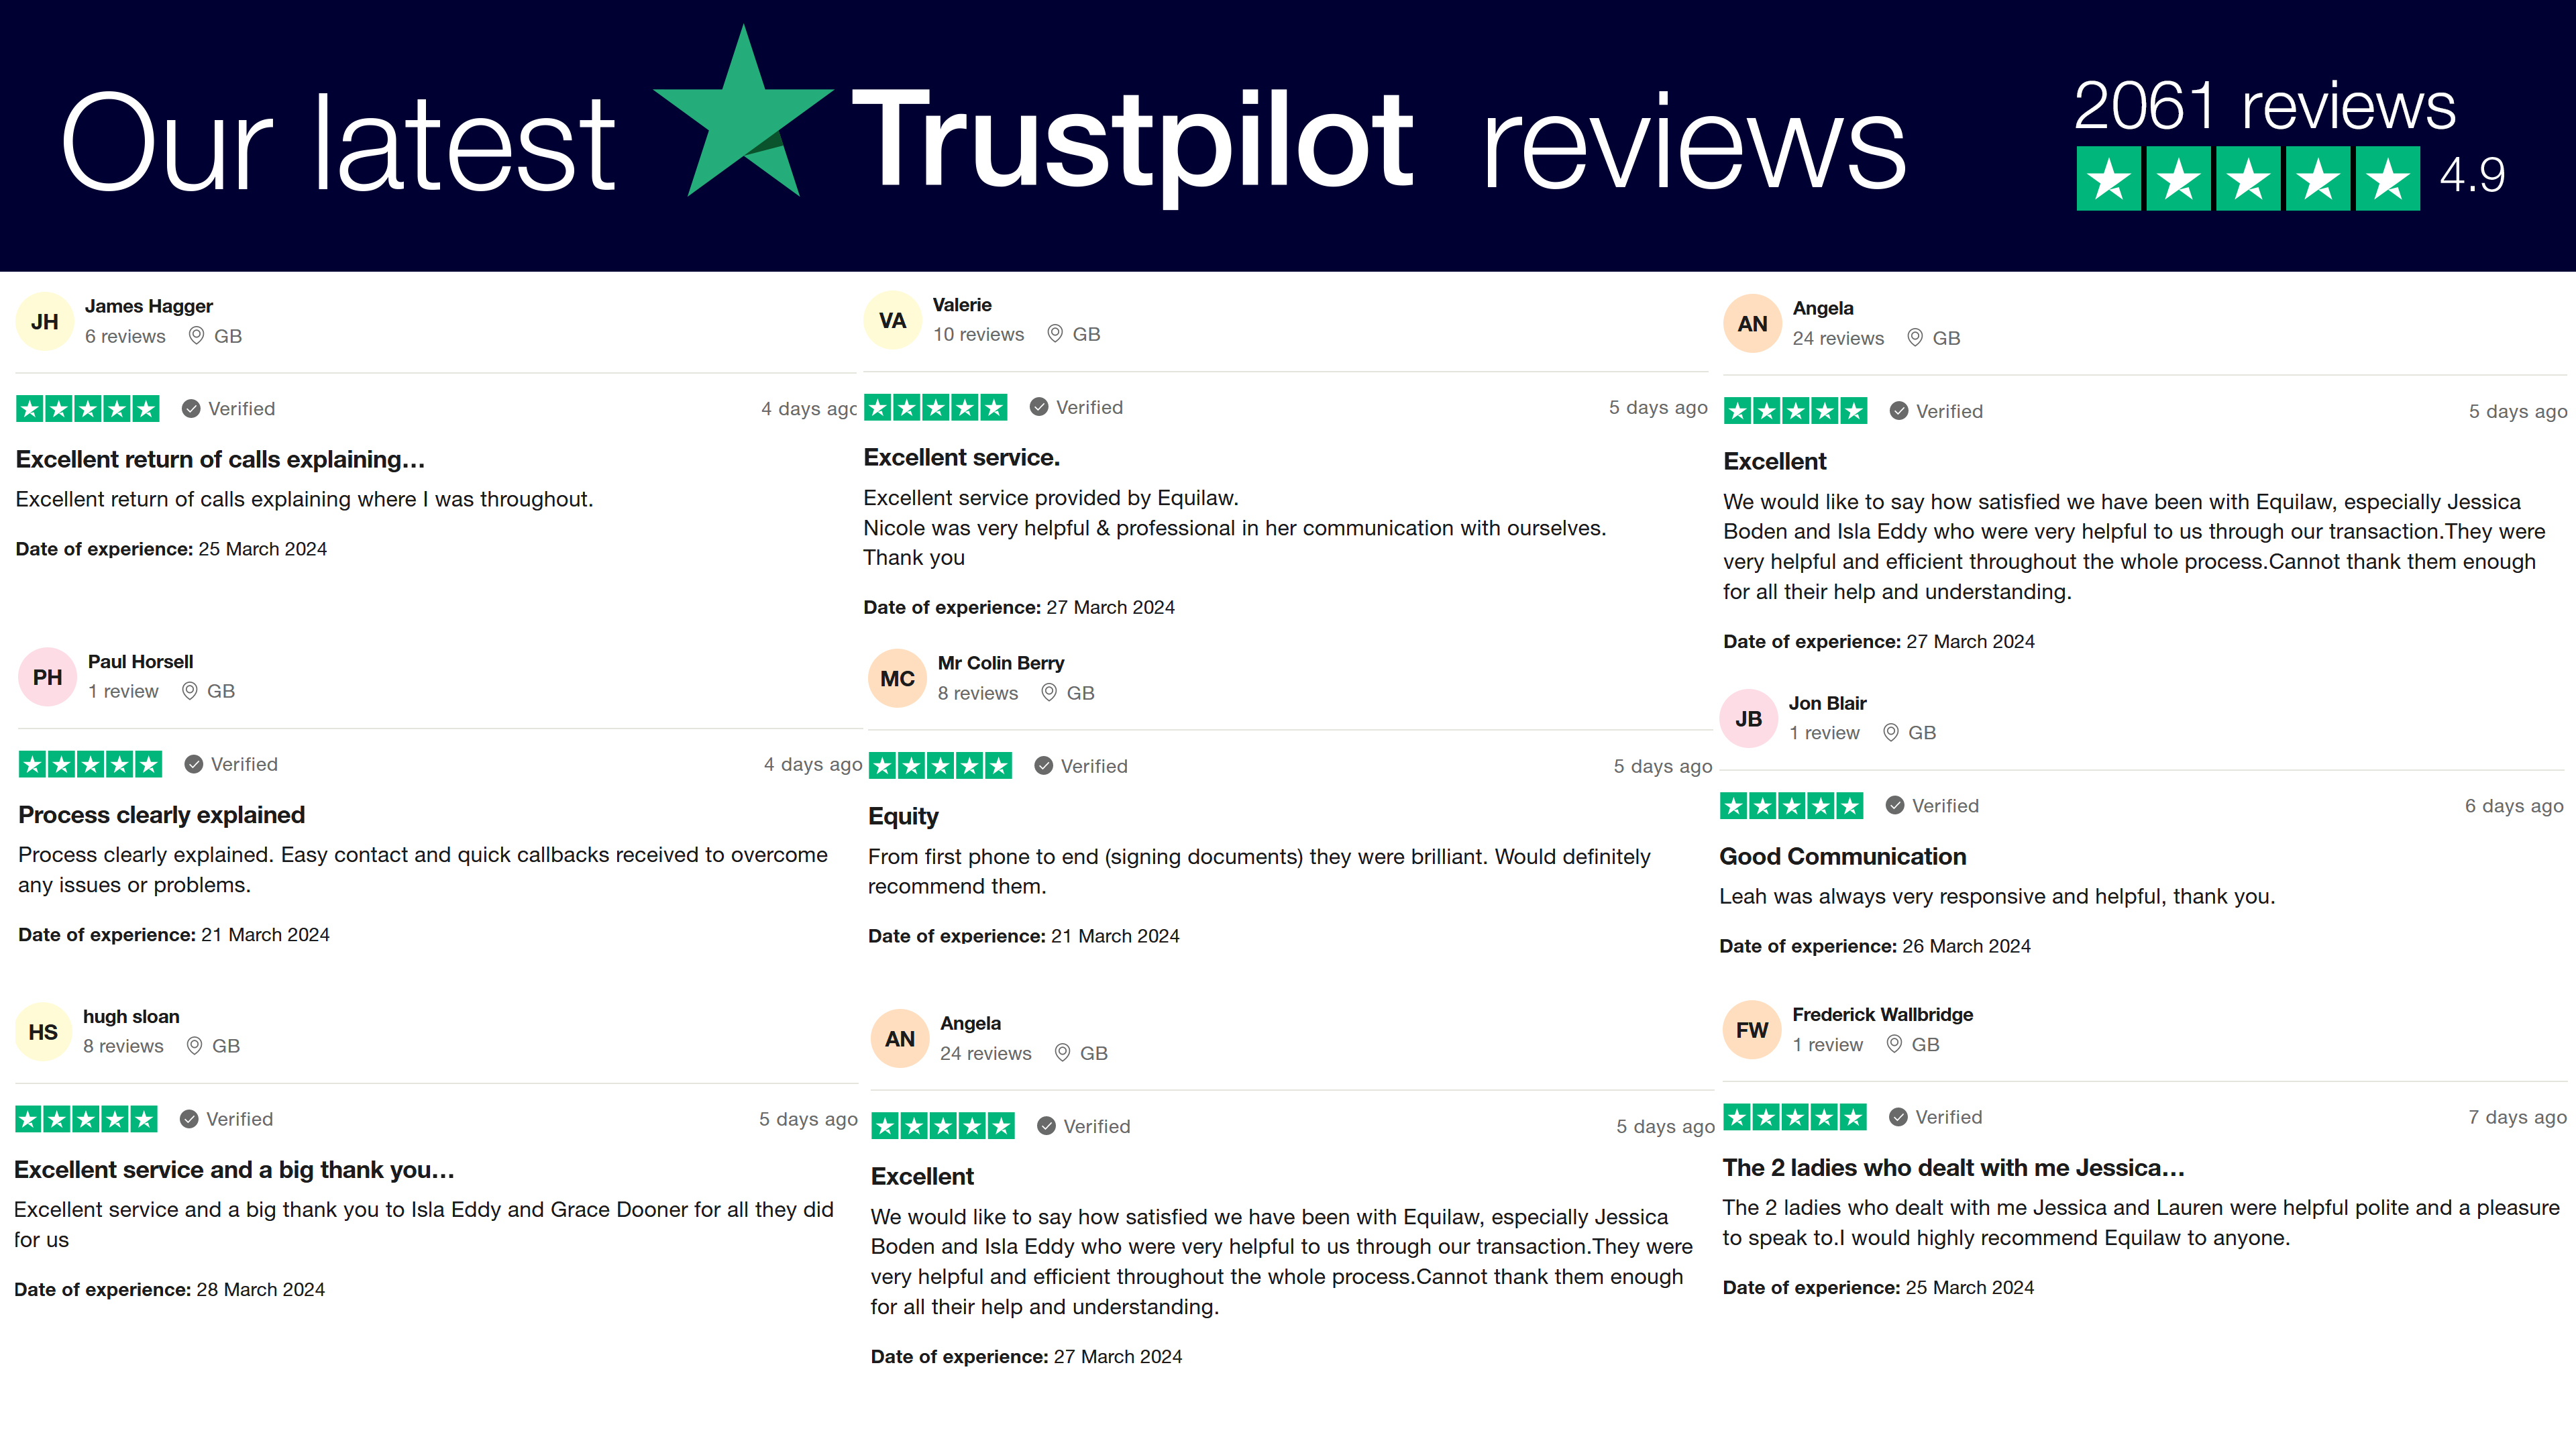 Our latest Trustpilot reviews
2061 reviews
4.9
JH
James Hagger
6 reviews GB
Verified
4 days ago
Excellent return of calls explaining...
Excellent return of calls explaining where I was throughout.
Date of experience: 25 March 2024
PH
Paul Horsell
1 review GB
Verified
4 days ago
Process clearly explained
Process clearly explained. Easy contact and quick callbacks received to overcome
any issues or problems.
Date of experience: 21 March 2024
HS
hugh sloan
8 reviews GB
Verified
5 days ago
Excellent service and a big thank you...
Excellent service and a big thank you to Isla Eddy and Grace Dooner for all they did
for us
Date of experience: 28 March 2024
VA
Valerie
10 reviews GB
Verified
5 days ago
Excellent service.
Excellent service provided by Equilaw.
Nicole was very helpful & professional in her communication with ourselves.
Thank you
Date of experience: 27 March 2024
MC
Mr Colin Berry
8 reviews GB
Verified
5 days ago
Equity
From first phone to end (signing documents) they were brilliant. Would definitely
recommend them.
Date of experience: 21 March 2024
AN
Angela
24 reviews GB
Verified
5 days ago
Excellent
We would like to say how satisfied we have been with Equilaw, especially Jessica
Boden and Isla Eddy who were very helpful to us through our transaction.They were
very helpful and efficient throughout the whole process.Cannot thank them enough
for all their help and understanding.
Date of experience: 27 March 2024
AN
Angela
24 reviews GB
Verified
5 days ago
Excellent
We would like to say how satisfied we have been with Equilaw, especially Jessica
Boden and Isla Eddy who were very helpful to us through our transaction.They were
very helpful and efficient throughout the whole process.Cannot thank them enough
for all their help and understanding.
Date of experience: 27 March 2024
JB
Jon Blair
1 review GB
Verified
6 days ago
Good Communication
Leah was always very responsive and helpful, thank you.
Date of experience: 26 March 2024
FW
Frederick Wallbridge
1 review GB
Verified
7 days ago
The 2 ladies who dealt with me Jessica...
The 2 ladies who dealt with me Jessica and Lauren were helpful polite and a pleasure
to speak to.I would highly recommend Equilaw to anyone.
Date of experience: 25 March 2024